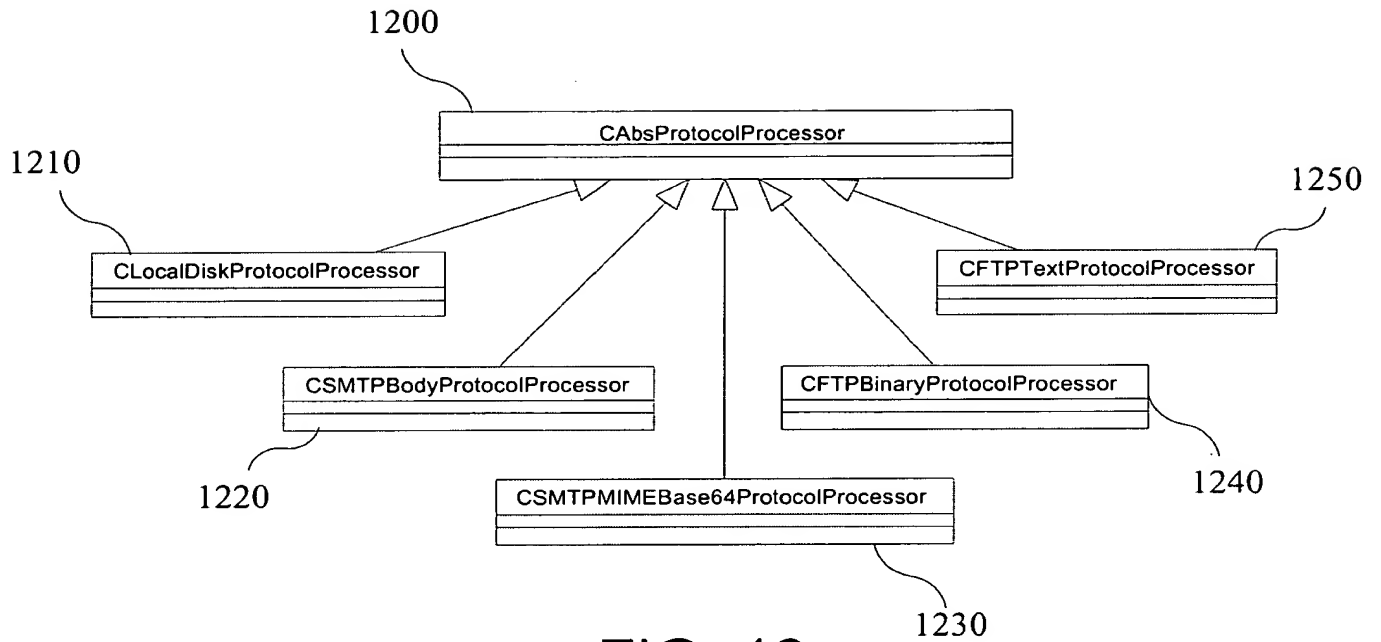 1200
CAbsProtocolProcessor
1210
1250
CLocalDiskProtocolProcessor
CFTPTextProtocolProcessor
CSMTPBodyProtocolProcessor
CFTPBinaryProtocolProcessor
1220
1240
CSMTPMIMEBase64ProtocolProcessor
1230